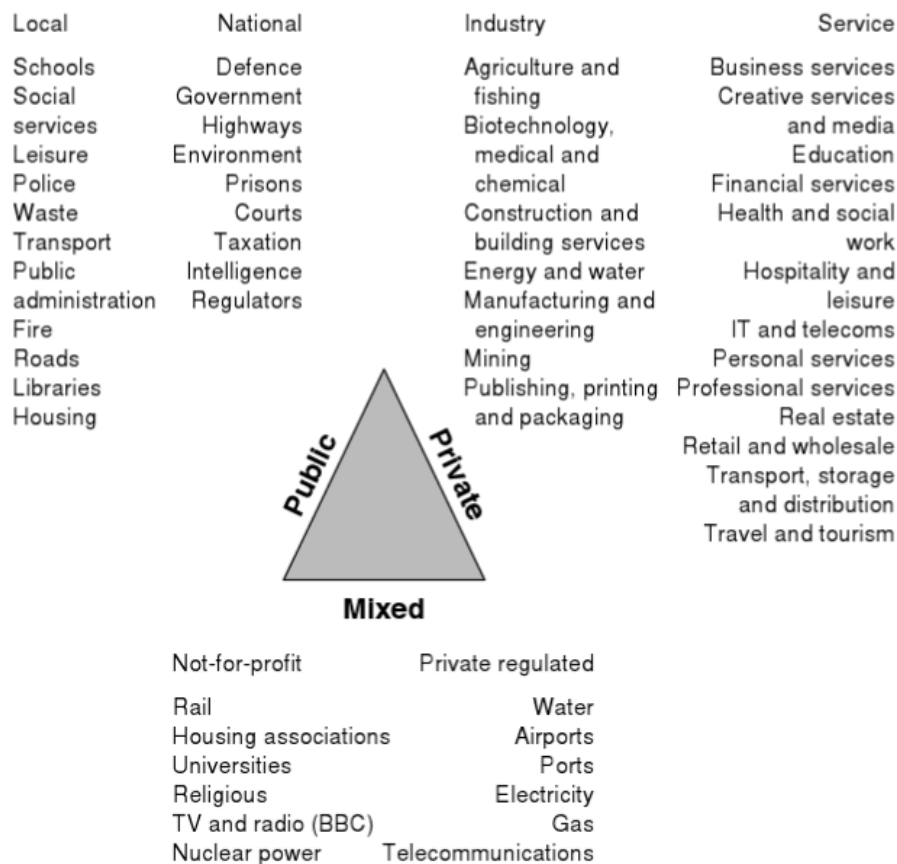 Local
Schools
Social
services
Leisure
Police
Waste
Transport
Public
administration
Fire
Roads
Libraries
Housing
National
Defence
Government
Highways
Environment
Prisons
Courts
Taxation
Intelligence
Regulators
Industry
Agriculture and
fishing
Biotechnology,
medical and
chemical
Construction and
building services
Energy and water
Manufacturing and
engineering
Mining
Publishing, printing
and packaging
Service
Business services
Creative services
and media
Education
Financial services
Health and social
work
Hospitality and
leisure
IT and telecoms
Personal services
Professional services
Real estate
Retail and wholesale
Transport, storage
and distribution
Travel and tourism
Public
Private
Mixed
Not-for-profit
Rail
Housing associations
Universities
Religious
TV and radio (BBC)
Nuclear power
Private regulated
Water
Airports
Ports
Electricity
Gas
Telecommunications